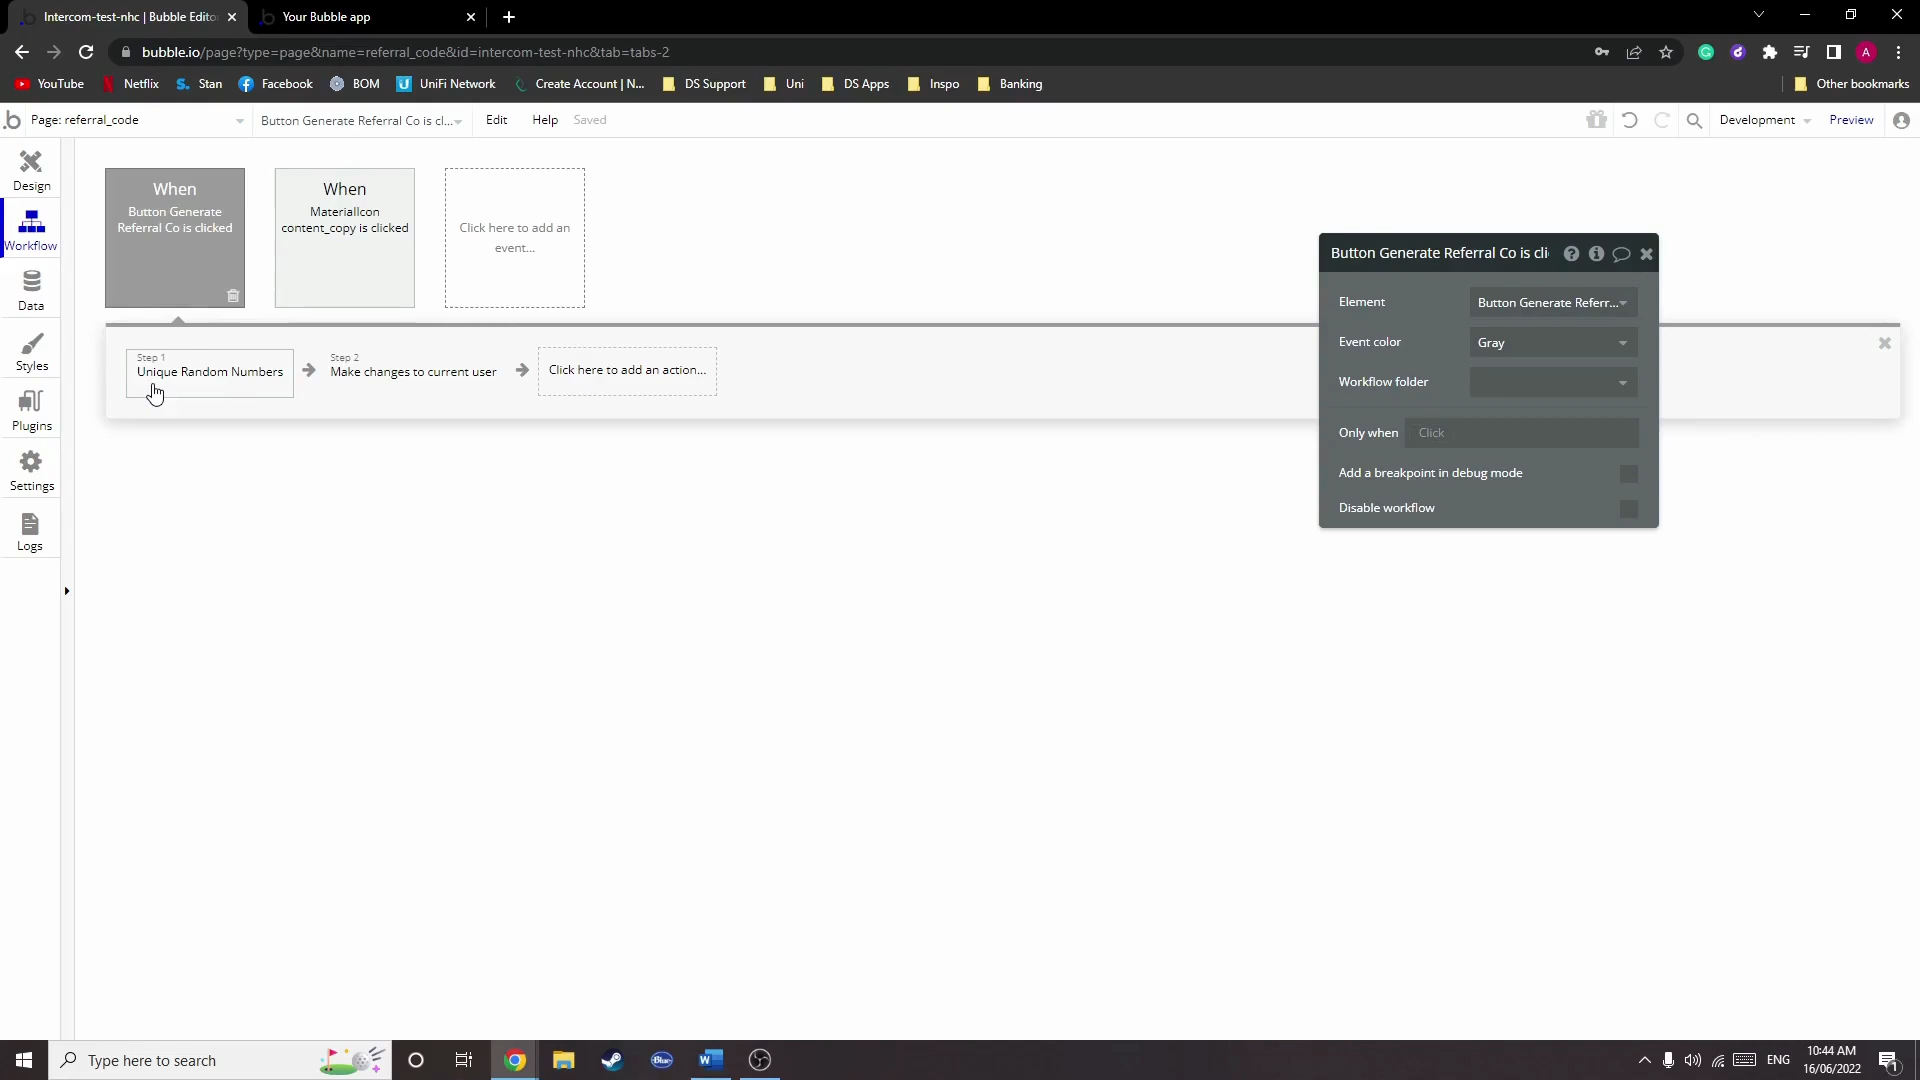 Intercom-test-nhc | Bubble Editor
Your Bubble app
bubble.io/page?type=page&name=referral_code&id=intercom-test-nhc&tab=tabs-2
YouTube
Netflix
Stan
Facebook
BOM
UniFi Network
Create Account | N...
DS Support
Uni
DS Apps
Inspo
Banking
Other bookmarks
Page: referral_code
Button Generate Referral Co is cl...
Edit
Help
Saved
Development
Preview
Design
Workflow
Data
Styles
Plugins
Settings
Logs
When
Button Generate
Referral Co is clicked
When
MaterialIcon
content_copy is clicked
Click here to add an
event...
Step 1
Unique Random Numbers
Step 2
Make changes to current user
Click here to add an action...
Button Generate Referral Co is cli
Element
Button Generate Referr...
Event color
Gray
Workflow folder
Only when
Click
Add a breakpoint in debug mode
Disable workflow
Type here to search
Blue
ENG
10:44 AM
16/06/2022
1